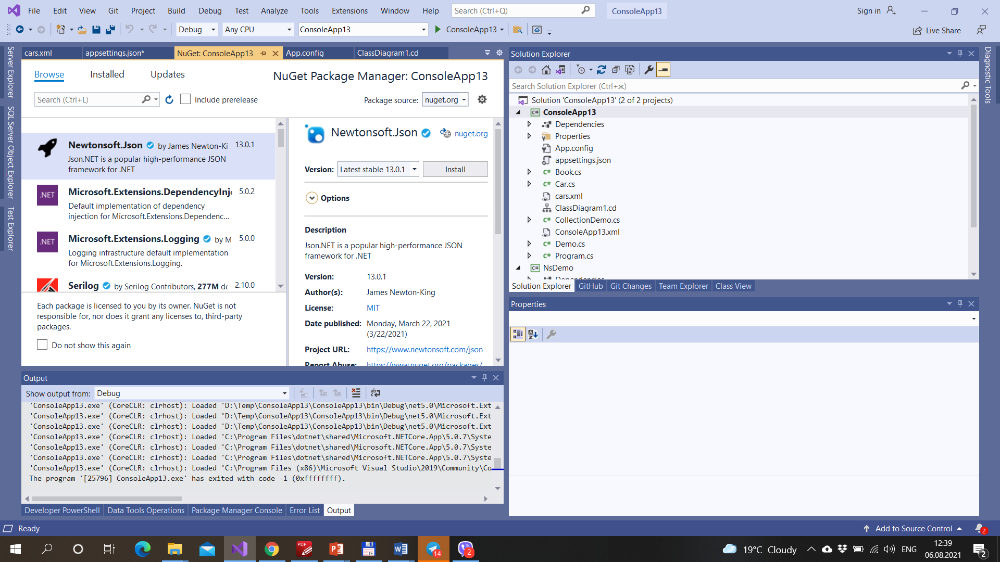 File Edit View Git Project Build Debug Test Analyze Tools Extensions Window Help Search (Ctrl+Q) ConsoleApp13 Sign in
Debug Any CPU ConsoleApp13 ConsoleApp13 Live Share
Server Explorer
SQL Server Object Explorer
Test Explorer
cars.xml appsettings.json* NuGet: ConsoleApp13 App.config ClassDiagram1.cd
Browse Installed Updates NuGet Package Manager: ConsoleApp13
Search (Ctrl+L) Include prerelease Package source: nuget.org
Newtonsoft.Json by James Newton-Ki 13.0.1
Json.NET is a popular high-performance JSON
framework for .NET
.NET Microsoft.Extensions.DependencyInje 5.0.2
Default implementation of dependency
injection for Microsoft.Extensions.Dependenc...
.NET Microsoft.Extensions.Logging by M 5.0.0
Logging infrastructure default implementation
for Microsoft.Extensions.Logging.
Serilog by Serilog Contributors, 277M dc 2.10.0
Each package is licensed to you by its owner. NuGet is not
responsible for, nor does it grant any licenses to, third-party
packages.
Do not show this again
Newtonsoft.Json nuget.org
Version: Latest stable 13.0.1 Install
Options
Description
Json.NET is a popular high-performance JSON
framework for .NET
Version: 13.0.1
Author(s): James Newton-King
License: MIT
Date published: Monday, March 22, 2021
(3/22/2021)
Project URL: https://www.newtonsoft.com/json
Report Abuse: https://www.nuget.org/packages/
Output
Show output from: Debug
'ConsoleApp13.exe' (CoreCLR: clrhost): Loaded 'D:\Temp\ConsoleApp13\ConsoleApp13\bin\Debug\net5.0\Microsoft.Ext
'ConsoleApp13.exe' (CoreCLR: clrhost): Loaded 'D:\Temp\ConsoleApp13\ConsoleApp13\bin\Debug\net5.0\Microsoft.Ext
'ConsoleApp13.exe' (CoreCLR: clrhost): Loaded 'D:\Temp\ConsoleApp13\ConsoleApp13\bin\Debug\net5.0\Microsoft.Ext
'ConsoleApp13.exe' (CoreCLR: clrhost): Loaded 'C:\Program Files\dotnet\shared\Microsoft.NETCore.App\5.0.7\Syste
'ConsoleApp13.exe' (CoreCLR: clrhost): Loaded 'C:\Program Files\dotnet\shared\Microsoft.NETCore.App\5.0.7\Syste
'ConsoleApp13.exe' (CoreCLR: clrhost): Loaded 'C:\Program Files\dotnet\shared\Microsoft.NETCore.App\5.0.7\Syste
'ConsoleApp13.exe' (CoreCLR: clrhost): Loaded 'C:\Program Files (x86)\Microsoft Visual Studio\2019\Community\Co
The program '[25796] ConsoleApp13.exe' has exited with code -1 (0xffffffff).
Developer PowerShell Data Tools Operations Package Manager Console Error List Output
Solution Explorer
Search Solution Explorer (Ctrl+ж)
Solution 'ConsoleApp13' (2 of 2 projects)
C# ConsoleApp13
Dependencies
Properties
App.config
appsettings.json
C# Book.cs
C# Car.cs
cars.xml
ClassDiagram1.cd
C# CollectionDemo.cs
ConsoleApp13.xml
C# Demo.cs
C# Program.cs
C# NsDemo
Dependencies
Solution Explorer GitHub Git Changes Team Explorer Class View
Properties
Diagnostic Tools
Ready Add to Source Control 2
PDF 64 14 2 19°C Cloudy ENG 12:39
06.08.2021 2